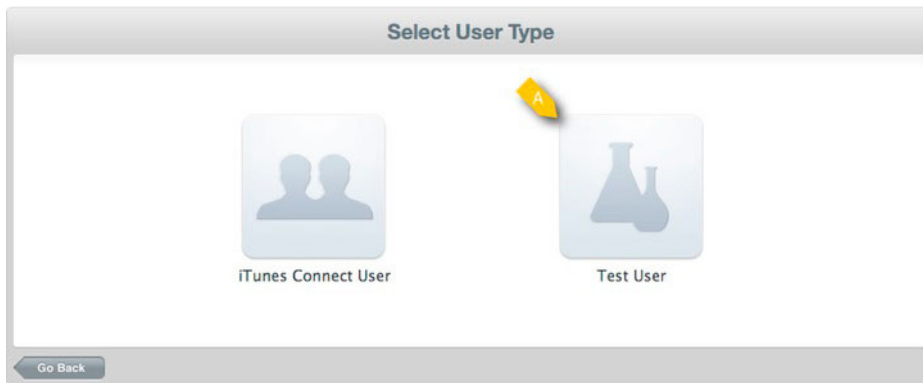 Select User Type
A
iTunes Connect User
Test User
Go Back